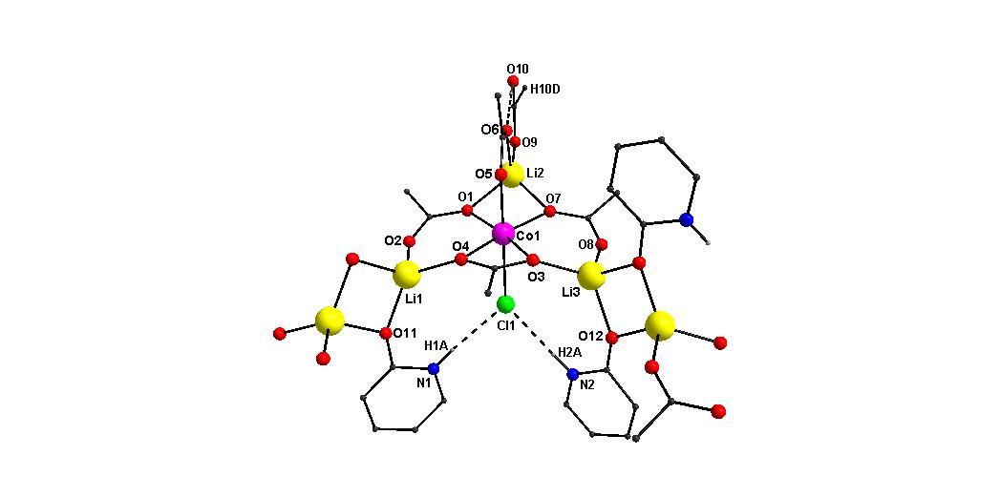 O10
H10D
O6
O9
O5
Li2
O1
O7
Co1
O2
O8
O4
O3
Li1
Li3
Cl1
O11
O12
H1A
H2A
N1
N2